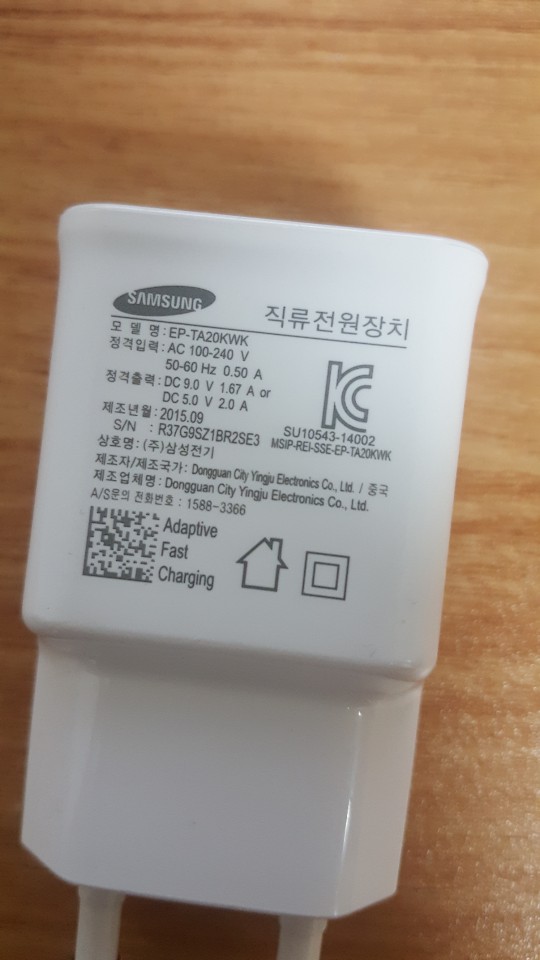 SAMSUNG
직류전원장치
모 델 명 : EP-TA20KWK
정격입력 : AC 100-240 V
50-60 Hz 0.50 A
정격출력 : DC 9.0 V 1.67 A or
DC 5.0 V 2.0 A
제조년월 : 2015.09
S/N : R37G9SZ1BR2SE3
상호명 : (주)삼성전기
SU10543-14002
MSIP-REI-SSE-EP-TA20KWK
제조자/제조국가 : Dongguan City Yingju Electronics Co., Ltd. / 중국
제조업체명 : Dongguan City Yingju Electronics Co., Ltd.
A/S문의 전화번호 : 1588-3366
Adaptive
Fast
Charging